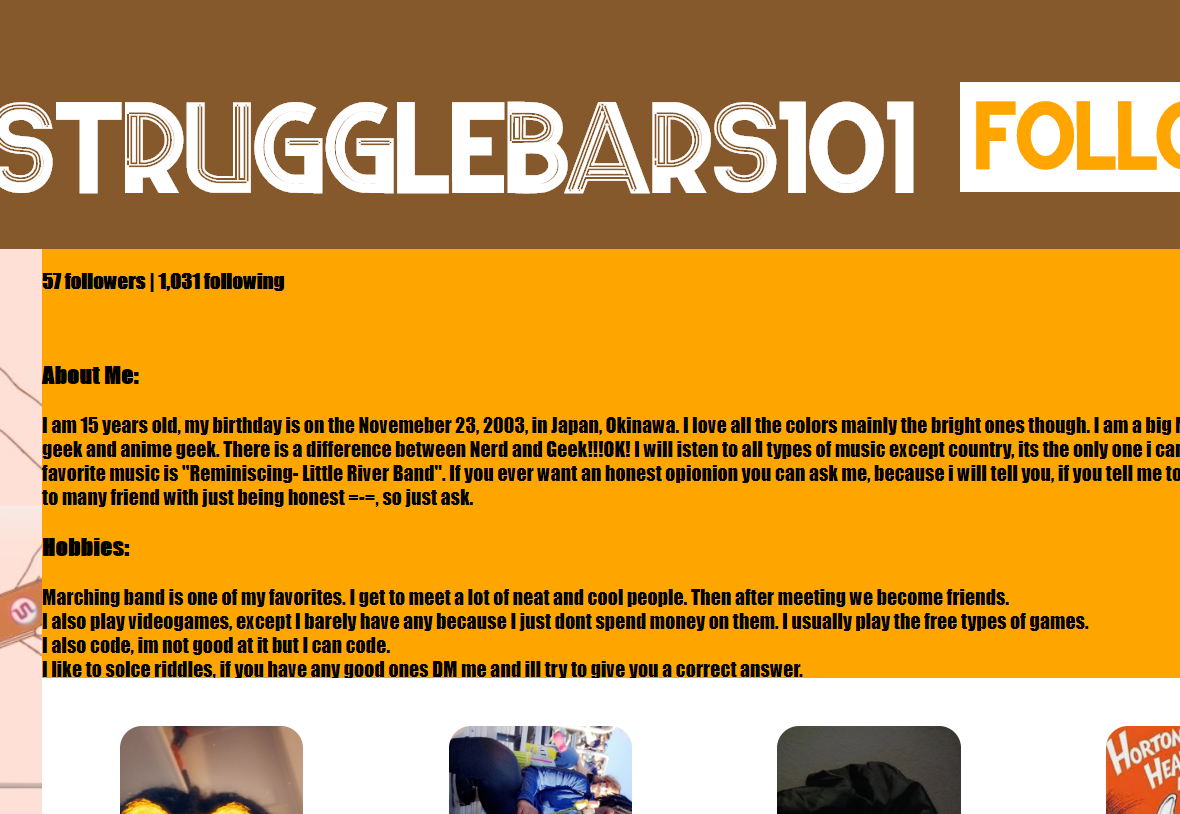 STRUGGLEBARS101
FOLLO
57 followers | 1,031 following
About Me:
I am 15 years old, my birthday is on the Novemeber 23, 2003, in Japan, Okinawa. I love all the colors mainly the bright ones though. I am a big
geek and anime geek. There is a difference between Nerd and Geek!!!OK! I will isten to all types of music except country, its the only one i can
favorite music is "Reminiscing- Little River Band". If you ever want an honest opionion you can ask me, because i will tell you, if you tell me to
to many friend with just being honest =-=, so just ask.
Hobbies:
Marching band is one of my favorites. I get to meet a lot of neat and cool people. Then after meeting we become friends.
I also play videogames, except I barely have any because I just dont spend money on them. I usually play the free types of games.
I also code, im not good at it but I can code.
I like to solce riddles, if you have any good ones DM me and ill try to give you a correct answer.
HORTON
HEA